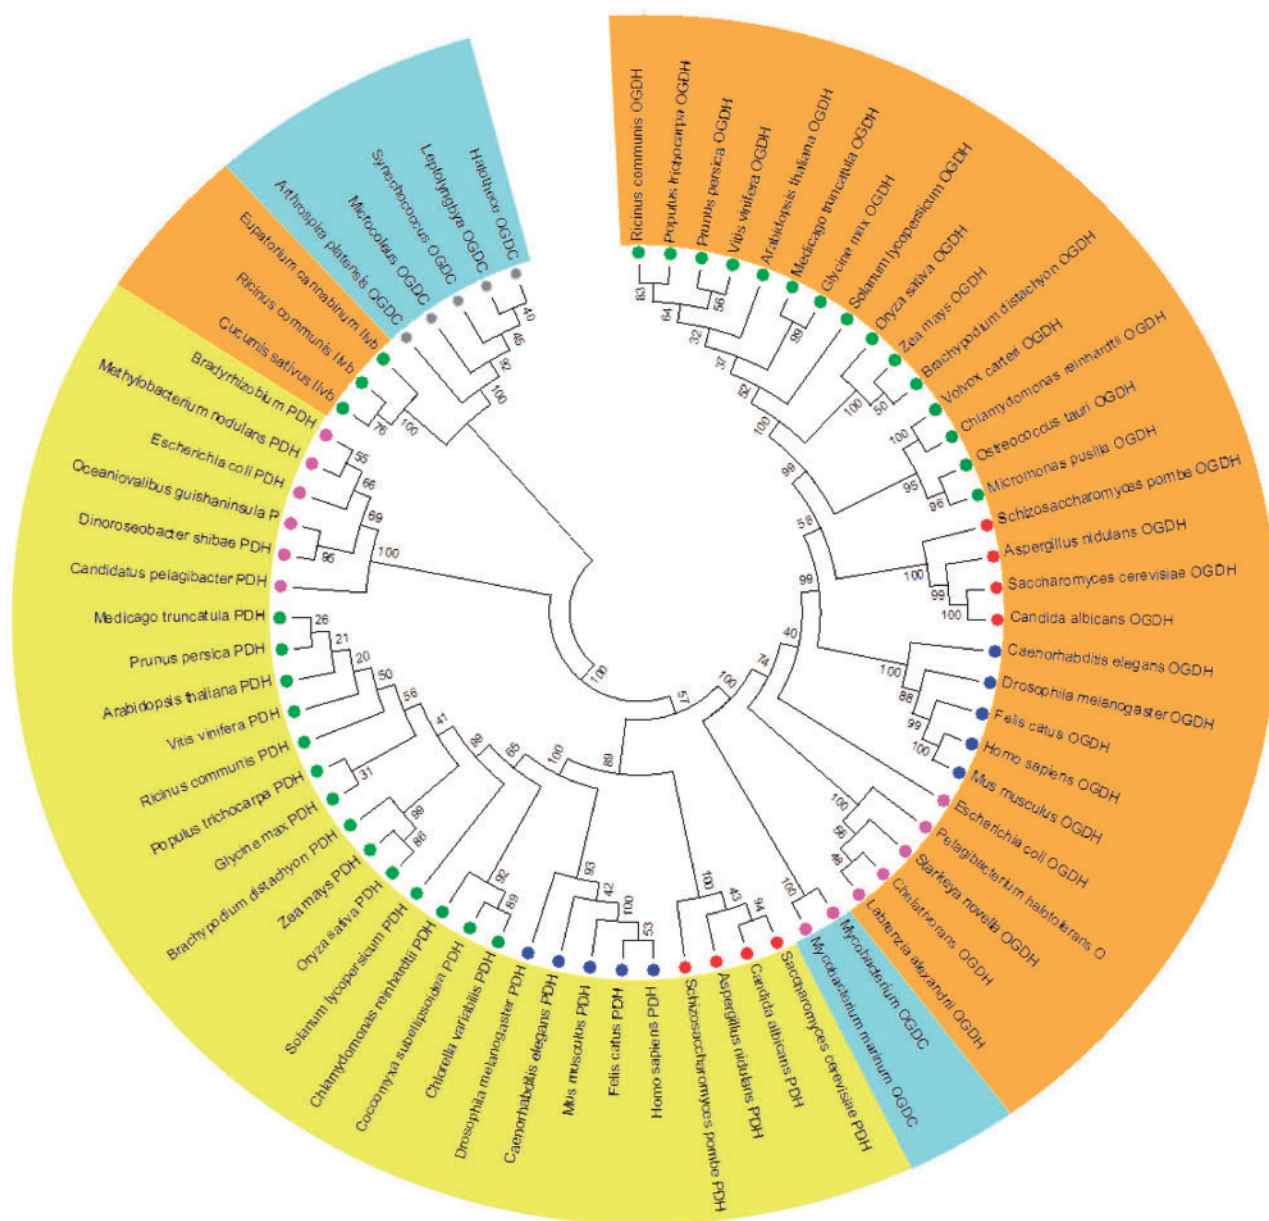 Ricinus communis OGDH
Populus trichocarpa OGDH
Prunus persica OGDH
Vitis vinifera OGDH
Arabidopsis thaliana OGDH
Medicago truncatula OGDH
Glycine max OGDH
Solanum lycopersicum OGDH
Oryza sativa OGDH
Zea mays OGDH
Brachypodium distachyon OGDH
Volvox carteri OGDH
Chlamydomonas reinhardtii OGDH
Ostreococcus tauri OGDH
Micromonas pusilla OGDH
Schizosaccharomyces pombe OGDH
Aspergillus nidulans OGDH
Saccharomyces cerevisiae OGDH
Candida albicans OGDH
Caenorhabditis elegans OGDH
Drosophila melanogaster OGDH
Felis catus OGDH
Homo sapiens OGDH
Mus musculus OGDH
Escherichia coli OGDH
Pelagibacterium halotolerans O
Starkeya novella OGDH
Chelativorans OGDH
Labrenzia alexandrii OGDH
Mycobacterium OGDC
Mycobacterium marinum OGDC
Saccharomyces cerevisiae PDH
Candida albicans PDH
Aspergillus nidulans PDH
Schizosaccharomyces pombe PDH
Homo sapiens PDH
Felis catus PDH
Mus musculus PDH
Caenorhabditis elegans PDH
Drosophila melanogaster PDH
Chlorella variabilis PDH
Coccomyxa subellipsoidea PDH
Chlamydomonas reinhardtii PDH
Solanum lycopersicum PDH
Oryza sativa PDH
Zea mays PDH
Brachypodium distachyon PDH
Glycine max PDH
Populus trichocarpa PDH
Ricinus communis PDH
Vitis vinifera PDH
Arabidopsis thaliana PDH
Prunus persica PDH
Medicago truncatula PDH
Candidatus pelagibacter PDH
Dinoroseobacter shibae PDH
Oceaniovalibus guishaninsula P
Escherichia coli PDH
Methylobacterium nodulans PDH
Bradyrhizobium PDH
Cucumis sativus Ilvb
Ricinus communis Ilvb
Eupatorium cannabinum Ilvb
Arthrospira platensis OGDC
Microcoleus OGDC
Synechococus OGDC
Leptolyngbya OGDC
Halothece OGDC
83
64
56
32
37
99
52
100
100
50
99
100
95
96
58
100
99
100
99
100
88
99
100
40
74
100
100
56
48
100
57
89
100
43
94
100
93
42
100
53
65
92
89
89
41
98
86
56
31
50
20
21
26
100
100
69
66
55
96
76
100
100
92
45
40